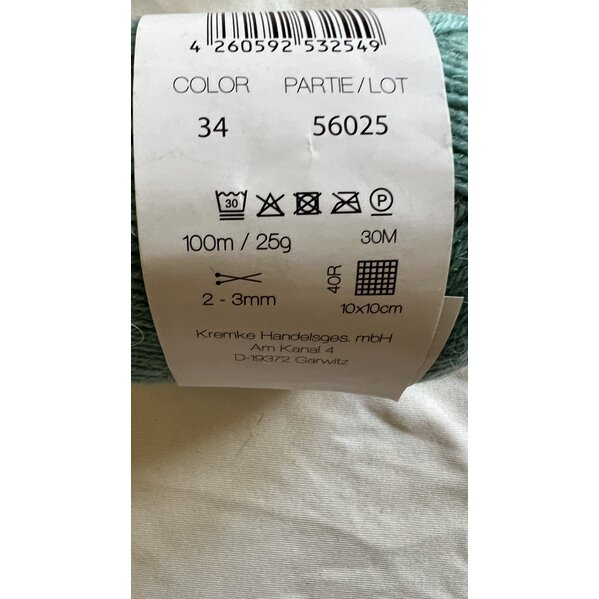 4 260592 532549
COLOR PARTIE/LOT
34 56025
30 P
100m / 25g 30M
40R
2 - 3mm 10x10cm
Kremke Handelsges. mbH
Am Kanal 4
D-19372 Garwitz